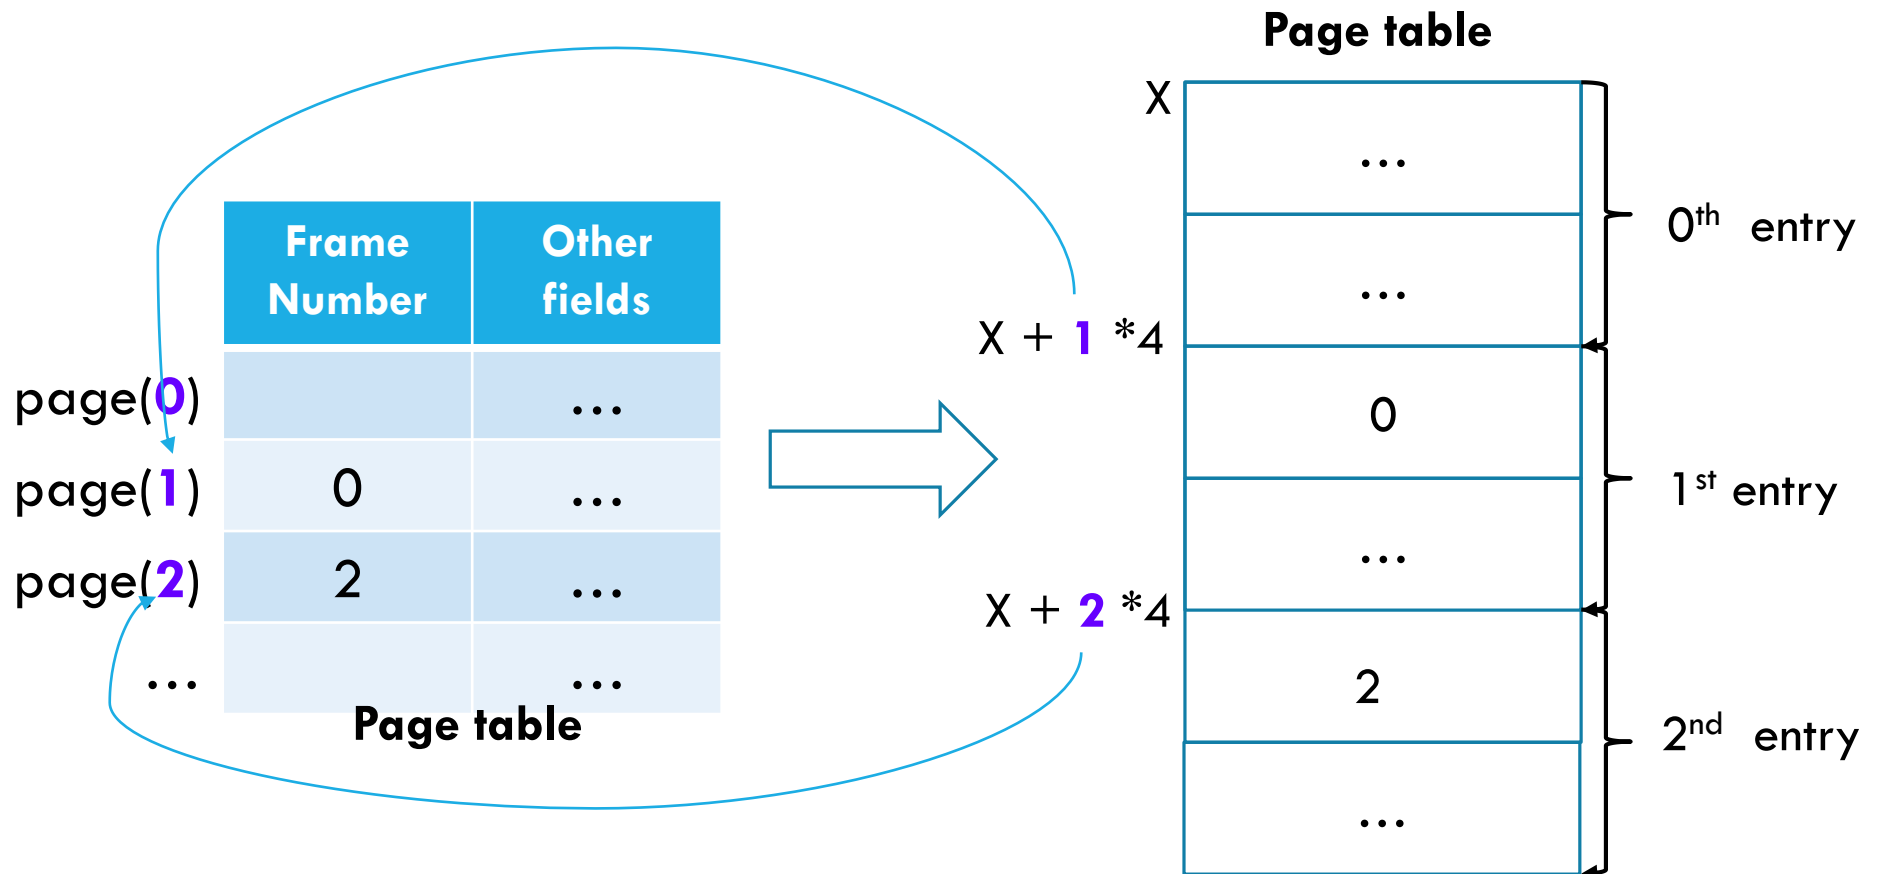 Page table
X
...
0th entry
...
X + 1 *4
0
1st entry
...
X + 2 *4
2
2nd entry
...
Frame Number
Other fields
page(0)
...
page(1)
0
...
page(2)
2
...
...
...
Page table